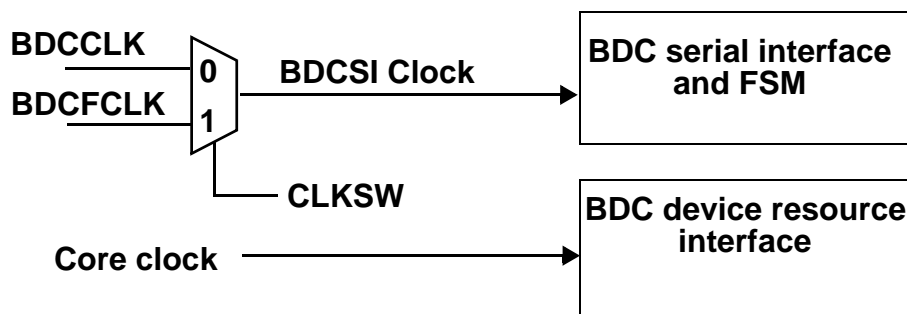 BDCCLK
0
BDCSI Clock
BDC serial interface
and FSM
BDCFCLK
1
CLKSW
BDC device resource
interface
Core clock